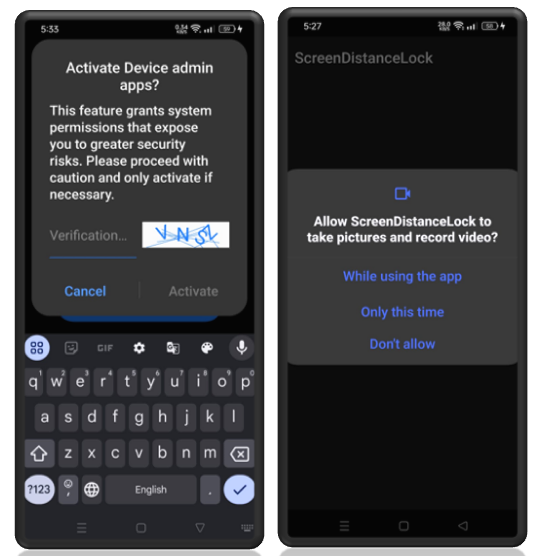 5:33
0.34 KB/S
59
Activate Device admin
apps?
This feature grants system
permissions that expose
you to greater security
risks. Please proceed with
caution and only activate if
necessary.
Verification...
VNSZ
Cancel
Activate
GIF
1 2 3 4 5 6 7 8 9 0
q w e r t y u i o p
a s d f g h j k l
z x c v b n m
?123
,
English
.
5:27
28.0 KB/S
58
ScreenDistanceLock
Allow ScreenDistanceLock to
take pictures and record video?
While using the app
Only this time
Don't allow